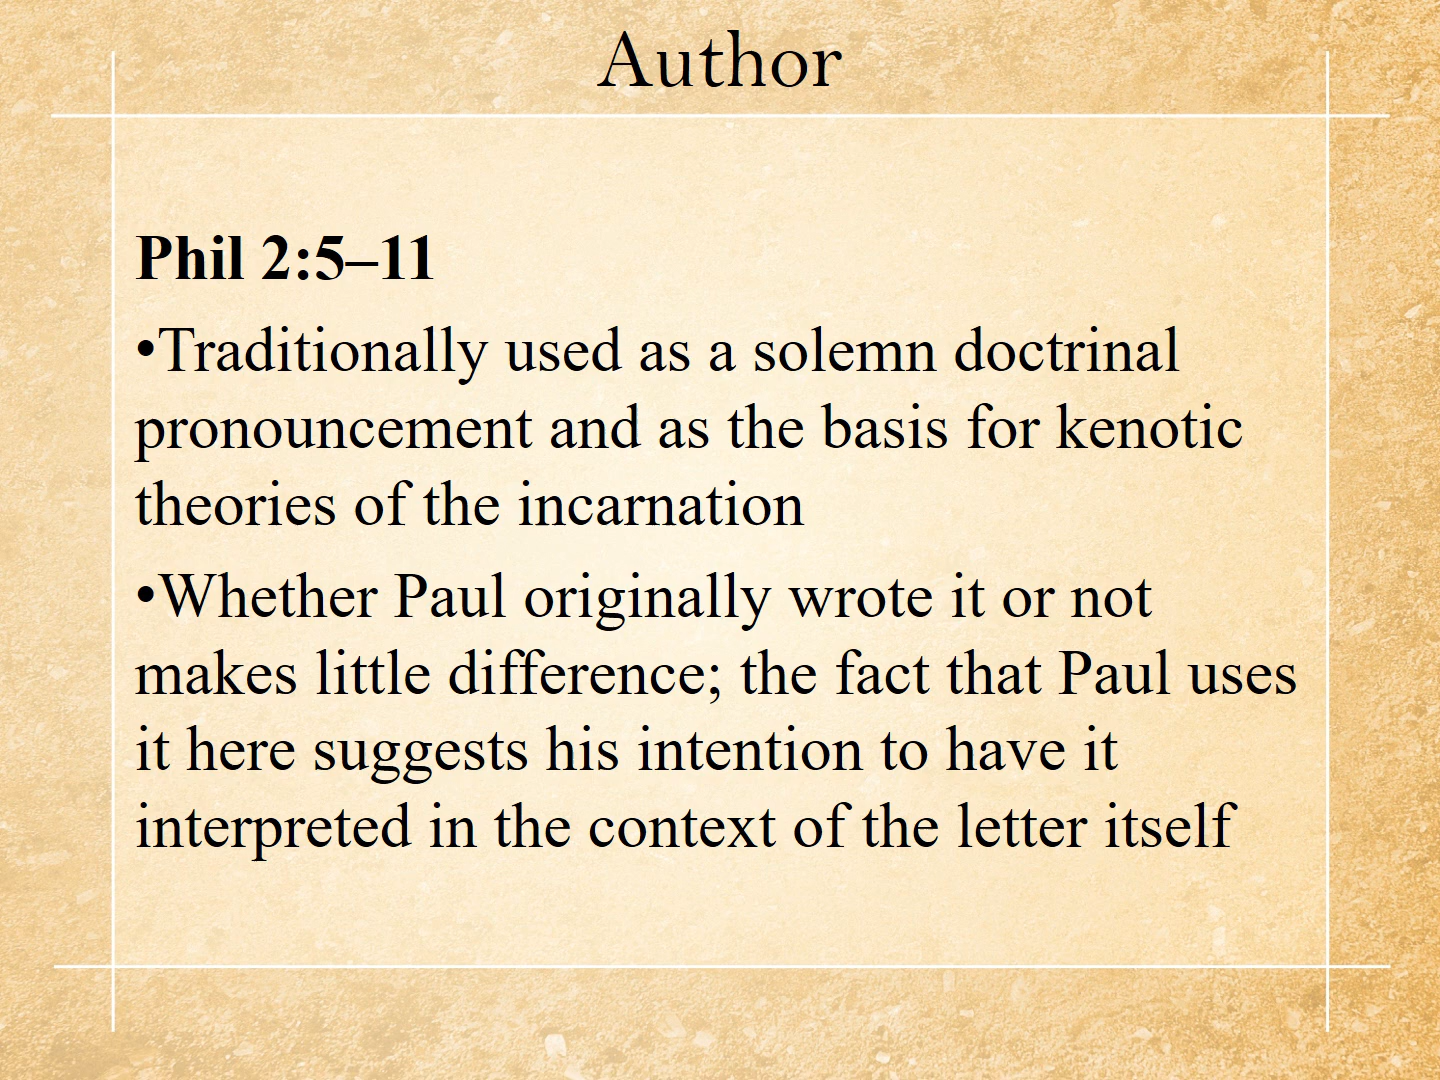 Author
Phil 2:5–11
•Traditionally used as a solemn doctrinal
pronouncement and as the basis for kenotic
theories of the incarnation
•Whether Paul originally wrote it or not
makes little difference; the fact that Paul uses
it here suggests his intention to have it
interpreted in the context of the letter itself